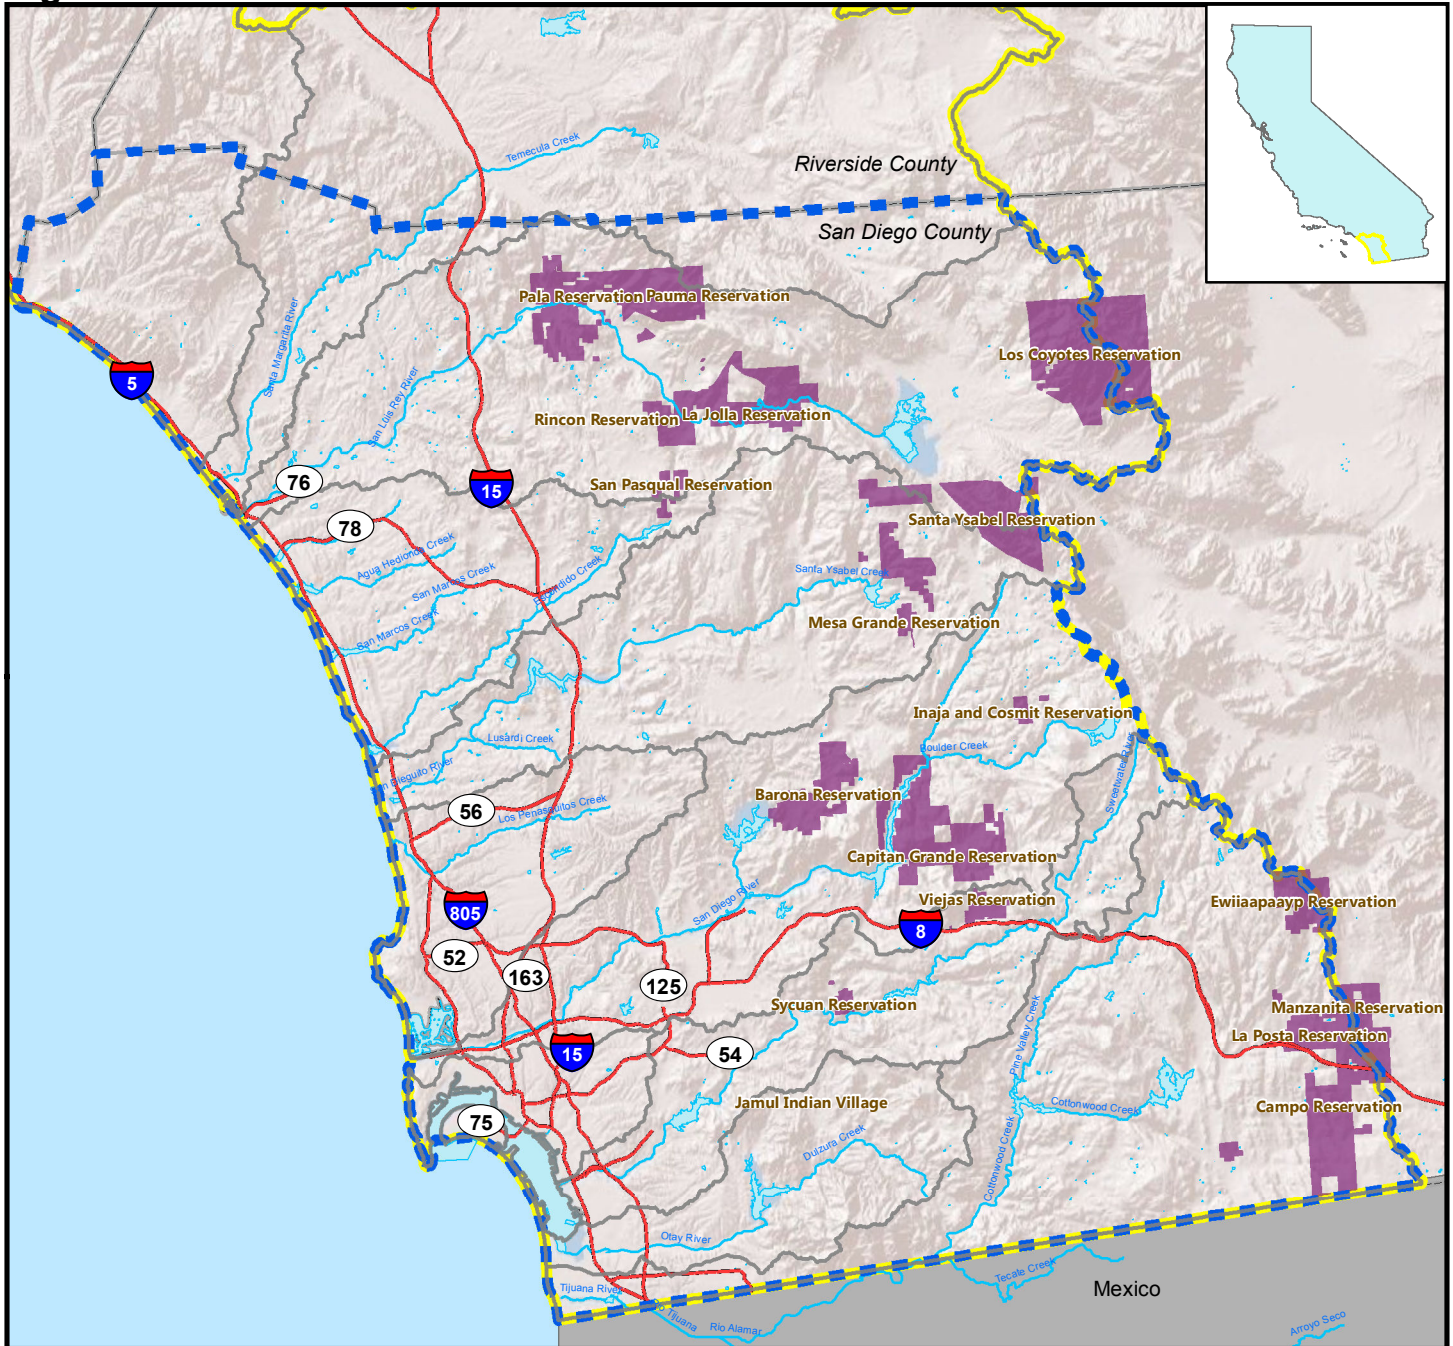 Temecula Creek
Riverside County
San Diego County
Pala Reservation
Pauma Reservation
Santa Margarita River
Los Coyotes Reservation
5
San Luis Rey River
Rincon Reservation
La Jolla Reservation
76
15
San Pasqual Reservation
78
Santa Ysabel Reservation
Agua Hedionda Creek
San Marcos Creek
Escondido Creek
Santa Ysabel Creek
San Marcos Creek
Mesa Grande Reservation
Inaja and Cosmit Reservation
Lusardi Creek
Boulder Creek
Sweetwater River
Dieguito River
Barona Reservation
56
Los Penasquitos Creek
Capitan Grande Reservation
Viejas Reservation
San Diego River
Ewiiaapaayp Reservation
805
8
52
163
125
Sycuan Reservation
Manzanita Reservation
Pine Valley Creek
La Posta Reservation
15
54
Jamul Indian Village
Cottonwood Creek
Campo Reservation
75
Dulzura Creek
Cottonwood Creek
Otay River
Tecate Creek
Mexico
Tijuana River
Rio Tijuana
Rio Alamar
Arroyo Seco